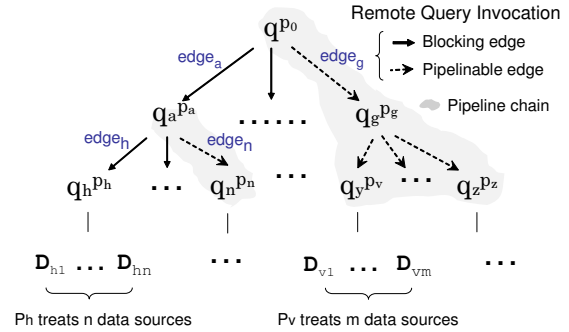 Remote Query Invocation
Blocking edge
Pipelinable edge
Pipeline chain
q^p0
edge_a
edge_g
q_a^pa
......
q_g^pg
edge_h
edge_n
q_h^ph ... q_n^pn ... q_y^pv ... q_z^pz
D_h1 ... D_hn ... D_v1 ... D_vm ...
Ph treats n data sources
Pv treats m data sources